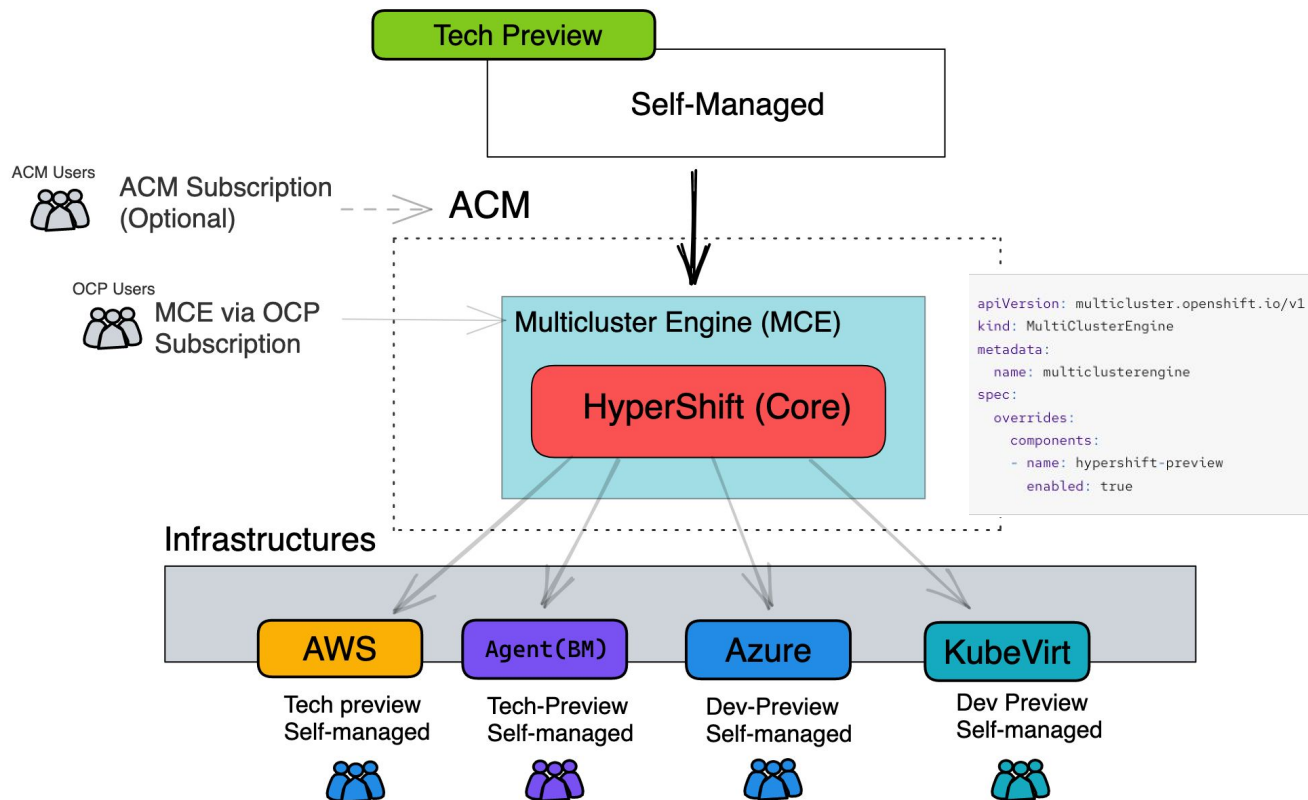 Tech Preview
Self-Managed
ACM Users
ACM Subscription
(Optional)
ACM
OCP Users
MCE via OCP
Subscription
Multicluster Engine (MCE)
HyperShift (Core)
apiVersion: multicluster.openshift.io/v1
kind: MultiClusterEngine
metadata:
  name: multiclusterengine
spec:
  overrides:
    components:
    - name: hypershift-preview
      enabled: true
Infrastructures
AWS
Tech preview
Self-managed
Agent(BM)
Tech-Preview
Self-managed
Azure
Dev-Preview
Self-managed
KubeVirt
Dev Preview
Self-managed